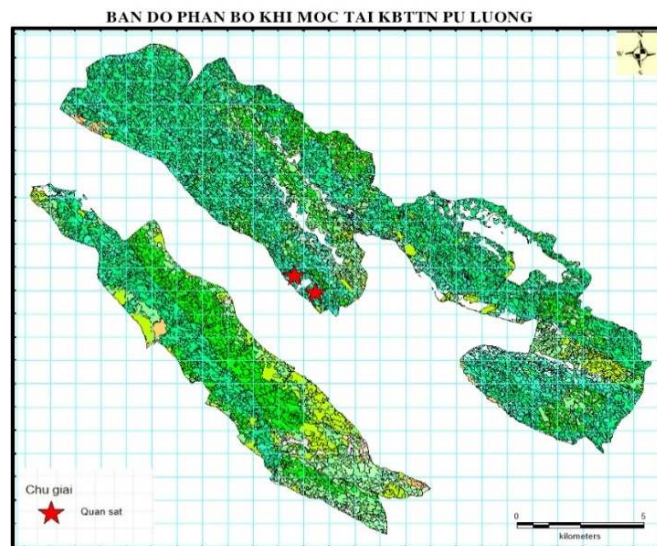 BAN DO PHAN BO KHI MOC TAI KBTTN PU LUONG
N
W
S
Chu giai
Quan sat
0 5
kilometers